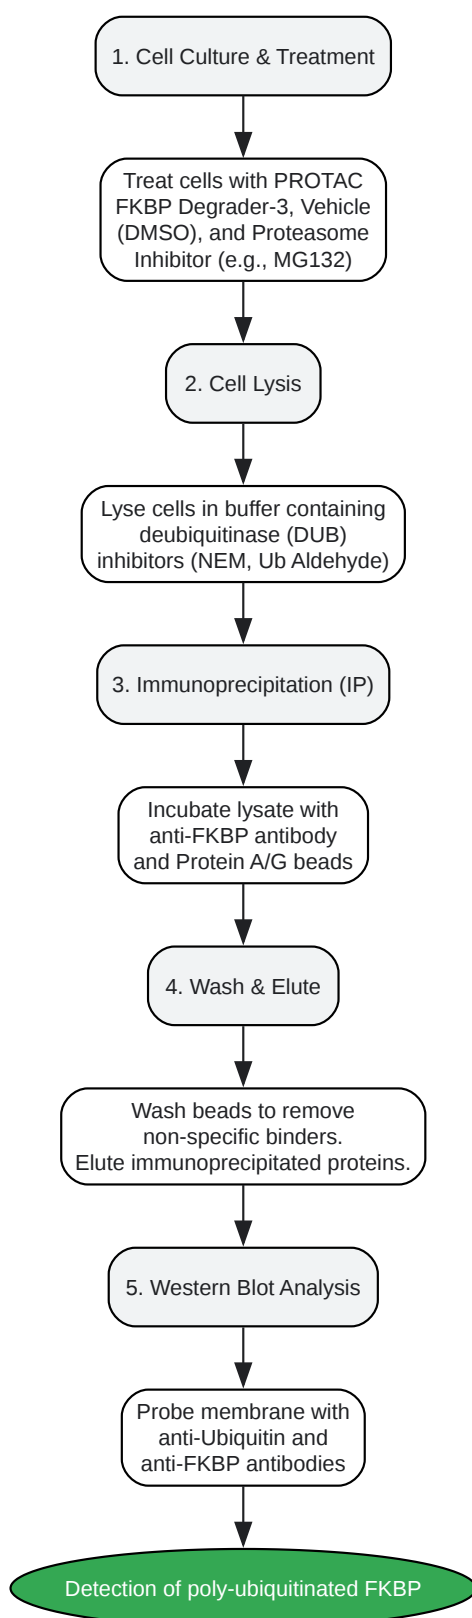 1. Cell Culture & Treatment
Treat cells with PROTAC
FKBP Degrader-3, Vehicle
(DMSO), and Proteasome
Inhibitor (e.g., MG132)
2. Cell Lysis
Lyse cells in buffer containing
deubiquitinase (DUB)
inhibitors (NEM, Ub Aldehyde)
3. Immunoprecipitation (IP)
Incubate lysate with
anti-FKBP antibody
and Protein A/G beads
4. Wash & Elute
Wash beads to remove
non-specific binders.
Elute immunoprecipitated proteins.
5. Western Blot Analysis
Probe membrane with
anti-Ubiquitin and
anti-FKBP antibodies
Detection of poly-ubiquitinated FKBP